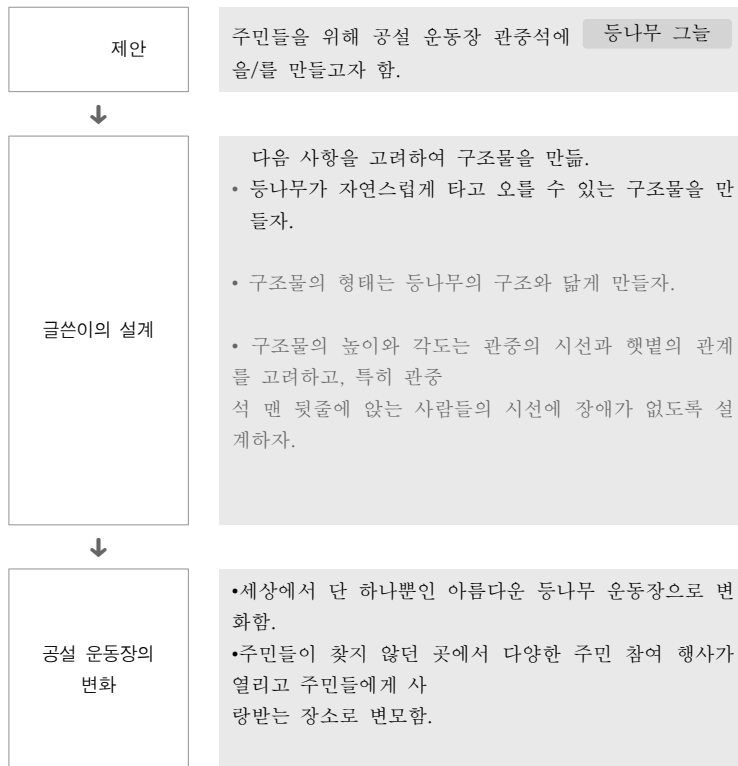 제안
주민들을 위해 공설 운동장 관중석에 등나무 그늘
을/를 만들고자 함.
글쓴이의 설계
다음 사항을 고려하여 구조물을 만듦.
• 등나무가 자연스럽게 타고 오를 수 있는 구조물을 만
들자.
• 구조물의 형태는 등나무의 구조와 닮게 만들자.
• 구조물의 높이와 각도는 관중의 시선과 햇볕의 관계
를 고려하고, 특히 관중
석 맨 뒷줄에 앉는 사람들의 시선에 장애가 없도록 설
계하자.
공설 운동장의
변화
•세상에서 단 하나뿐인 아름다운 등나무 운동장으로 변
화함.
•주민들이 찾지 않던 곳에서 다양한 주민 참여 행사가
열리고 주민들에게 사
랑받는 장소로 변모함.